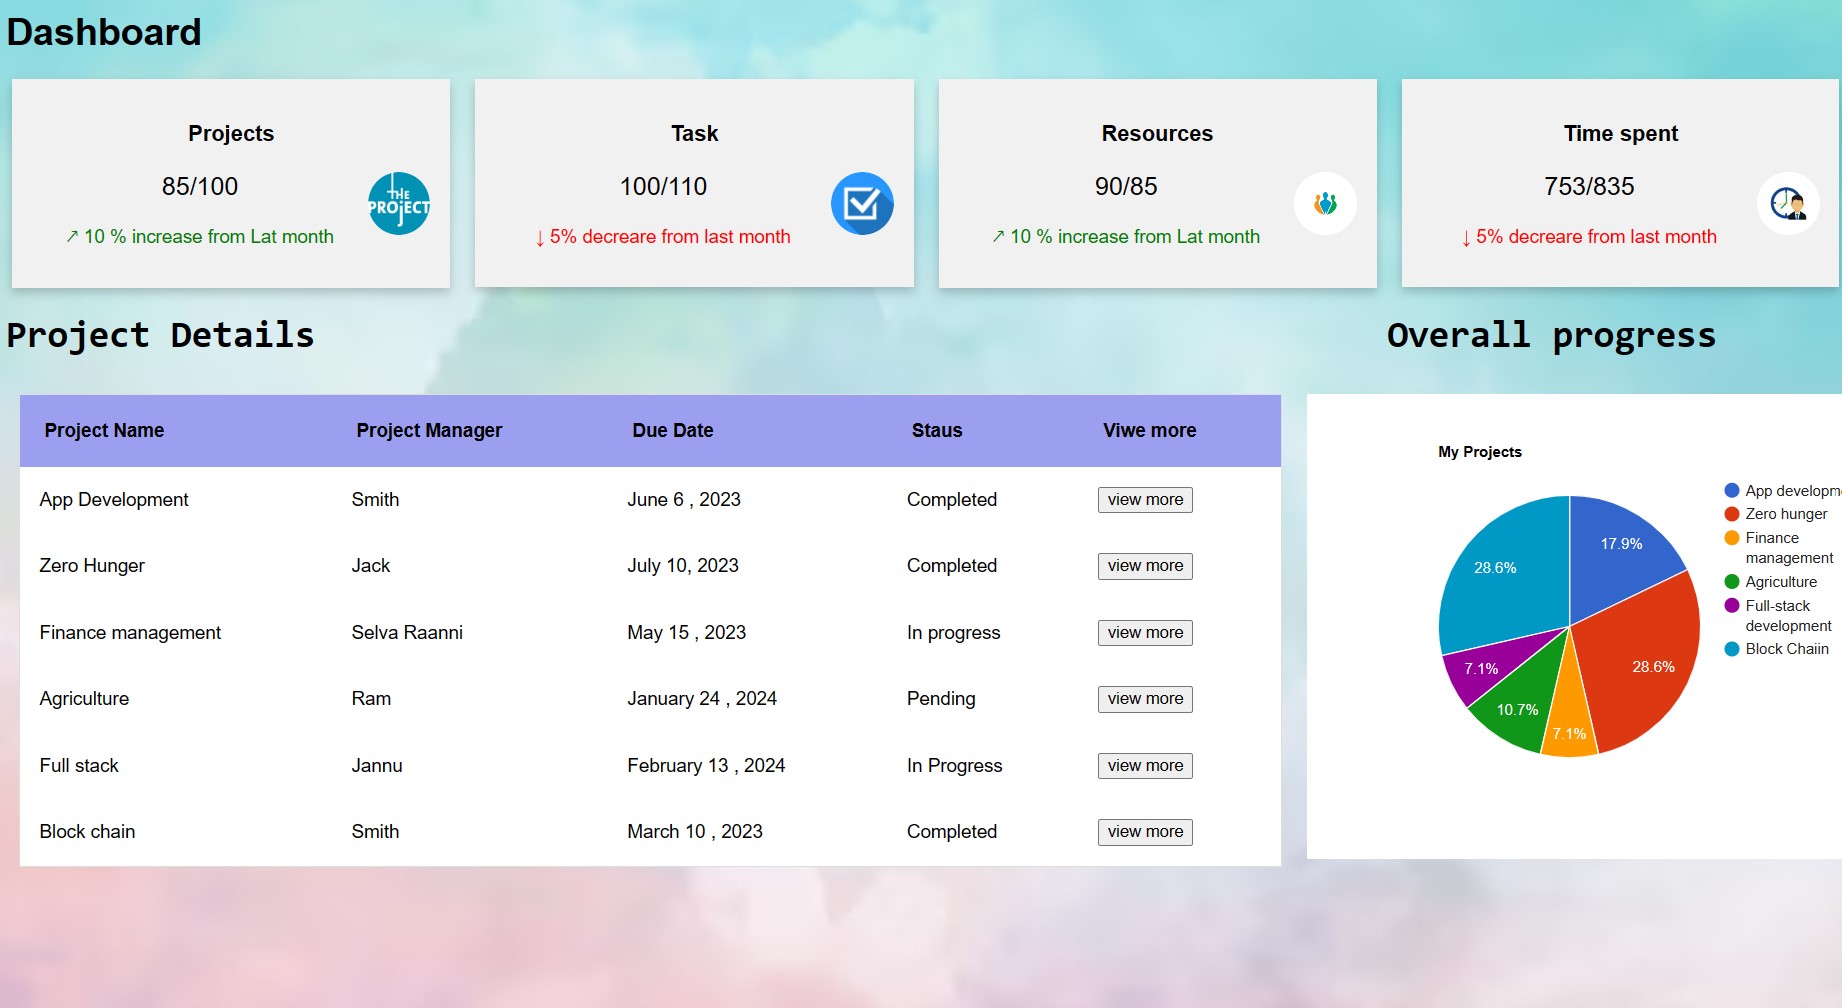 Dashboard
Projects
85/100
↗ 10 % increase from Lat month
THE
PROJECT
Task
100/110
↓ 5% decreare from last month
Resources
90/85
↗ 10 % increase from Lat month
Time spent
753/835
↓ 5% decreare from last month
Project Details
Overall progress
Project Name Project Manager Due Date Staus Viwe more
App Development Smith June 6 , 2023 Completed view more
Zero Hunger Jack July 10, 2023 Completed view more
Finance management Selva Raanni May 15 , 2023 In progress view more
Agriculture Ram January 24 , 2024 Pending view more
Full stack Jannu February 13 , 2024 In Progress view more
Block chain Smith March 10 , 2023 Completed view more
My Projects
17.9%
28.6%
28.6%
7.1%
10.7%
7.1%
App developm
Zero hunger
Finance
management
Agriculture
Full-stack
development
Block Chaiin